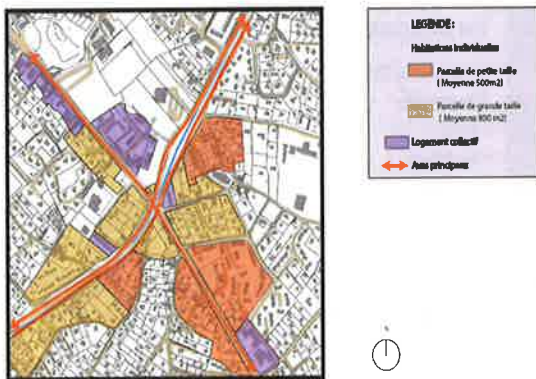 LEGENDE :
Habitations individuelles
Parcelle de petite taille
( Moyenne 500m2)
Parcelle de grande taille
( Moyenne 800 m2)
Logement collectif
Axes principaux